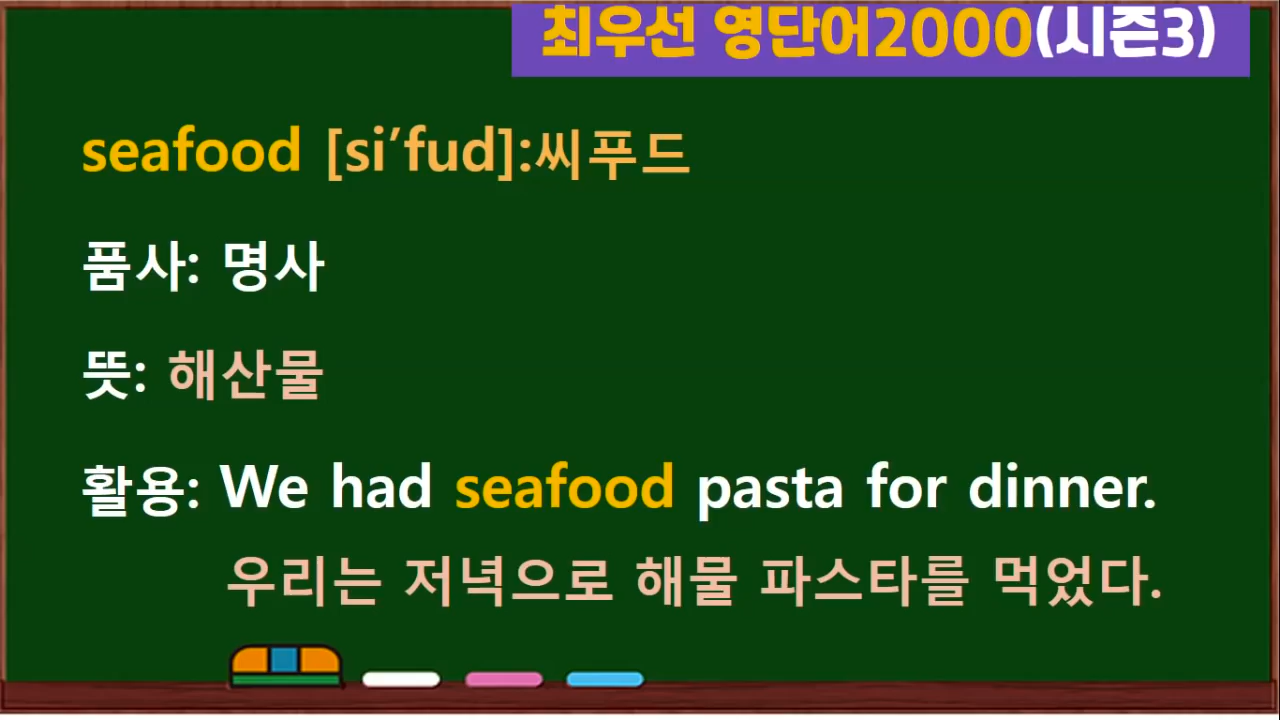 최우선 영단어2000(시즌3)
seafood [si′fud]:씨푸드
품사: 명사
뜻: 해산물
활용: We had seafood pasta for dinner.
우리는 저녁으로 해물 파스타를 먹었다.